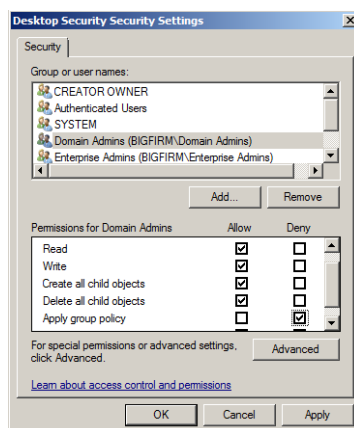 Desktop Security Security Settings
Security
Group or user names:
CREATOR OWNER
Authenticated Users
SYSTEM
Domain Admins (BIGFIRM\Domain Admins)
Enterprise Admins (BIGFIRM\Enterprise Admins)
Add... Remove
Permissions for Domain Admins Allow Deny
Read
Write
Create all child objects
Delete all child objects
Apply group policy
For special permissions or advanced settings, click Advanced.
Advanced
Learn about access control and permissions
OK Cancel Apply